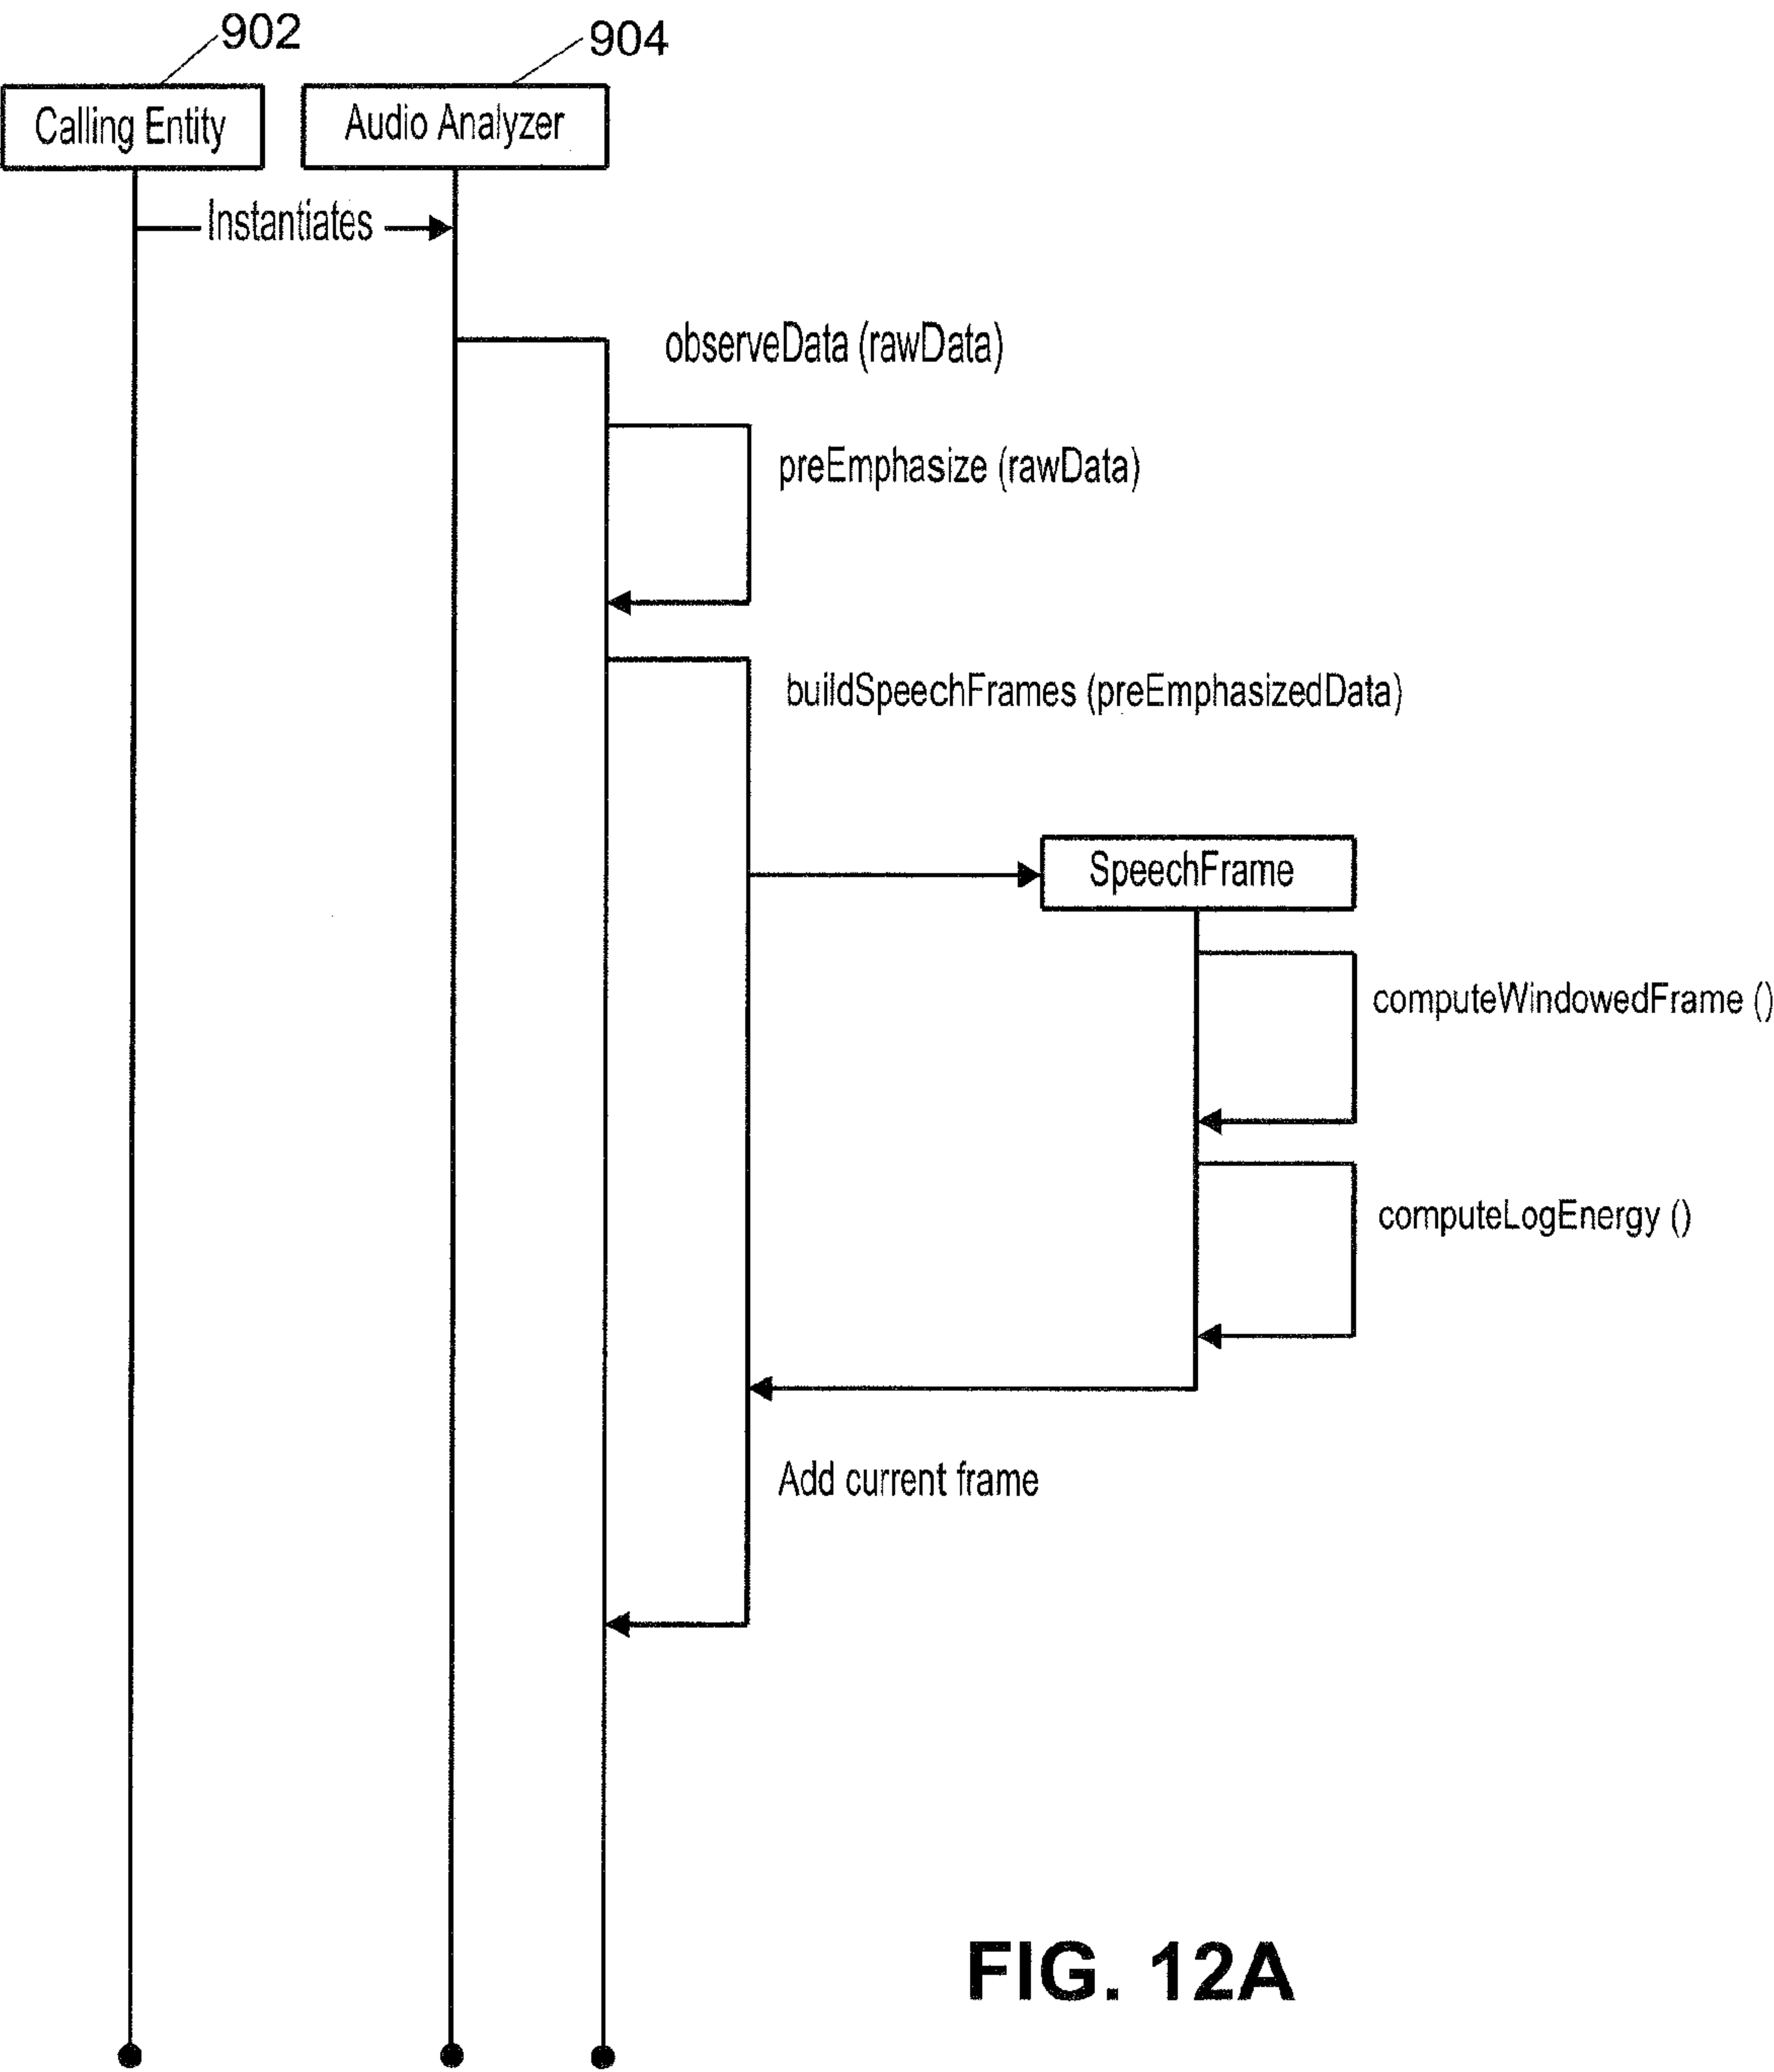 902
904
Calling Entity
Audio Analyzer
Instantiates
observeData (rawData)
preEmphasize (rawData)
buildSpeechFrames (preEmphasizedData)
SpeechFrame
computeWindowedFrame ()
computeLogEnergy ()
Add current frame
FIG. 12A